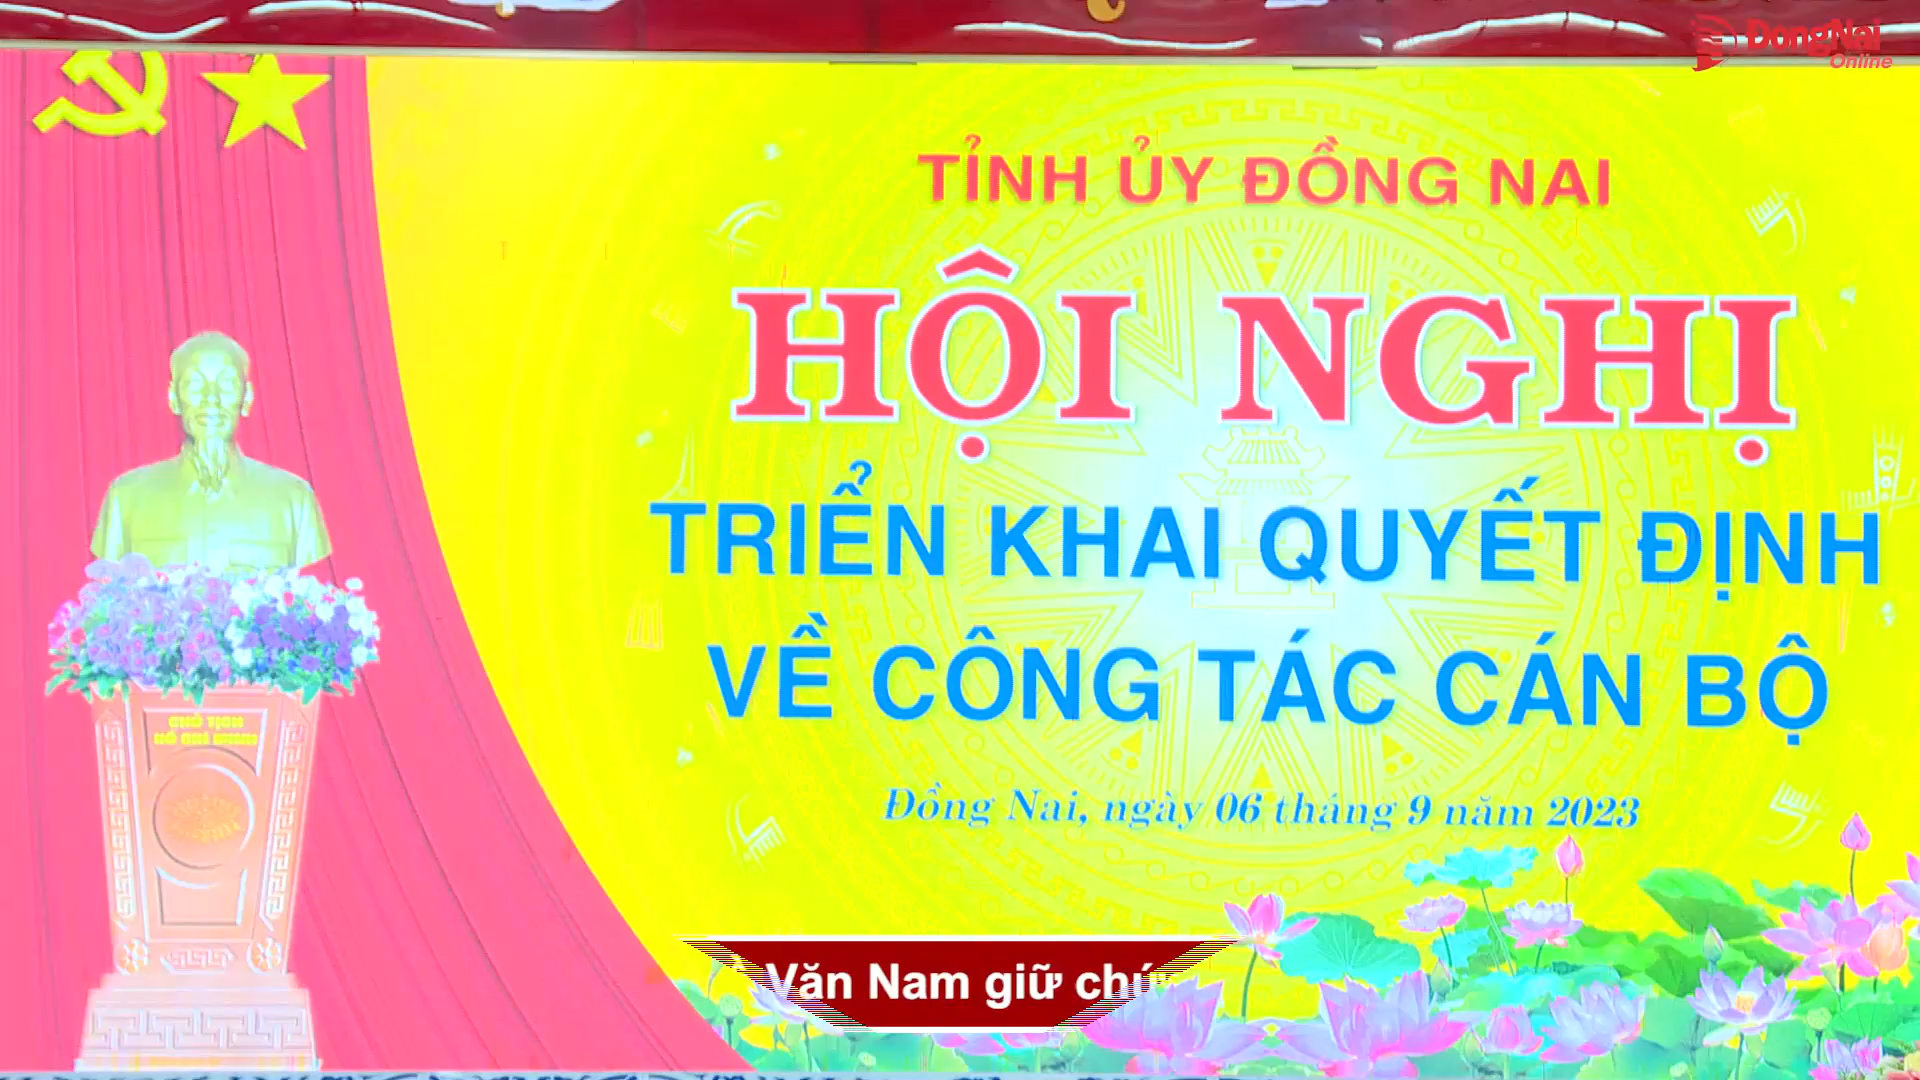 DongNai
Online
TỈNH ỦY ĐỒNG NAI
HỘI NGHỊ
TRIỂN KHAI QUYẾT ĐỊNH
VỀ CÔNG TÁC CÁN BỘ
Đồng Nai, ngày 06 tháng 9 năm 2023
Văn Nam giữ